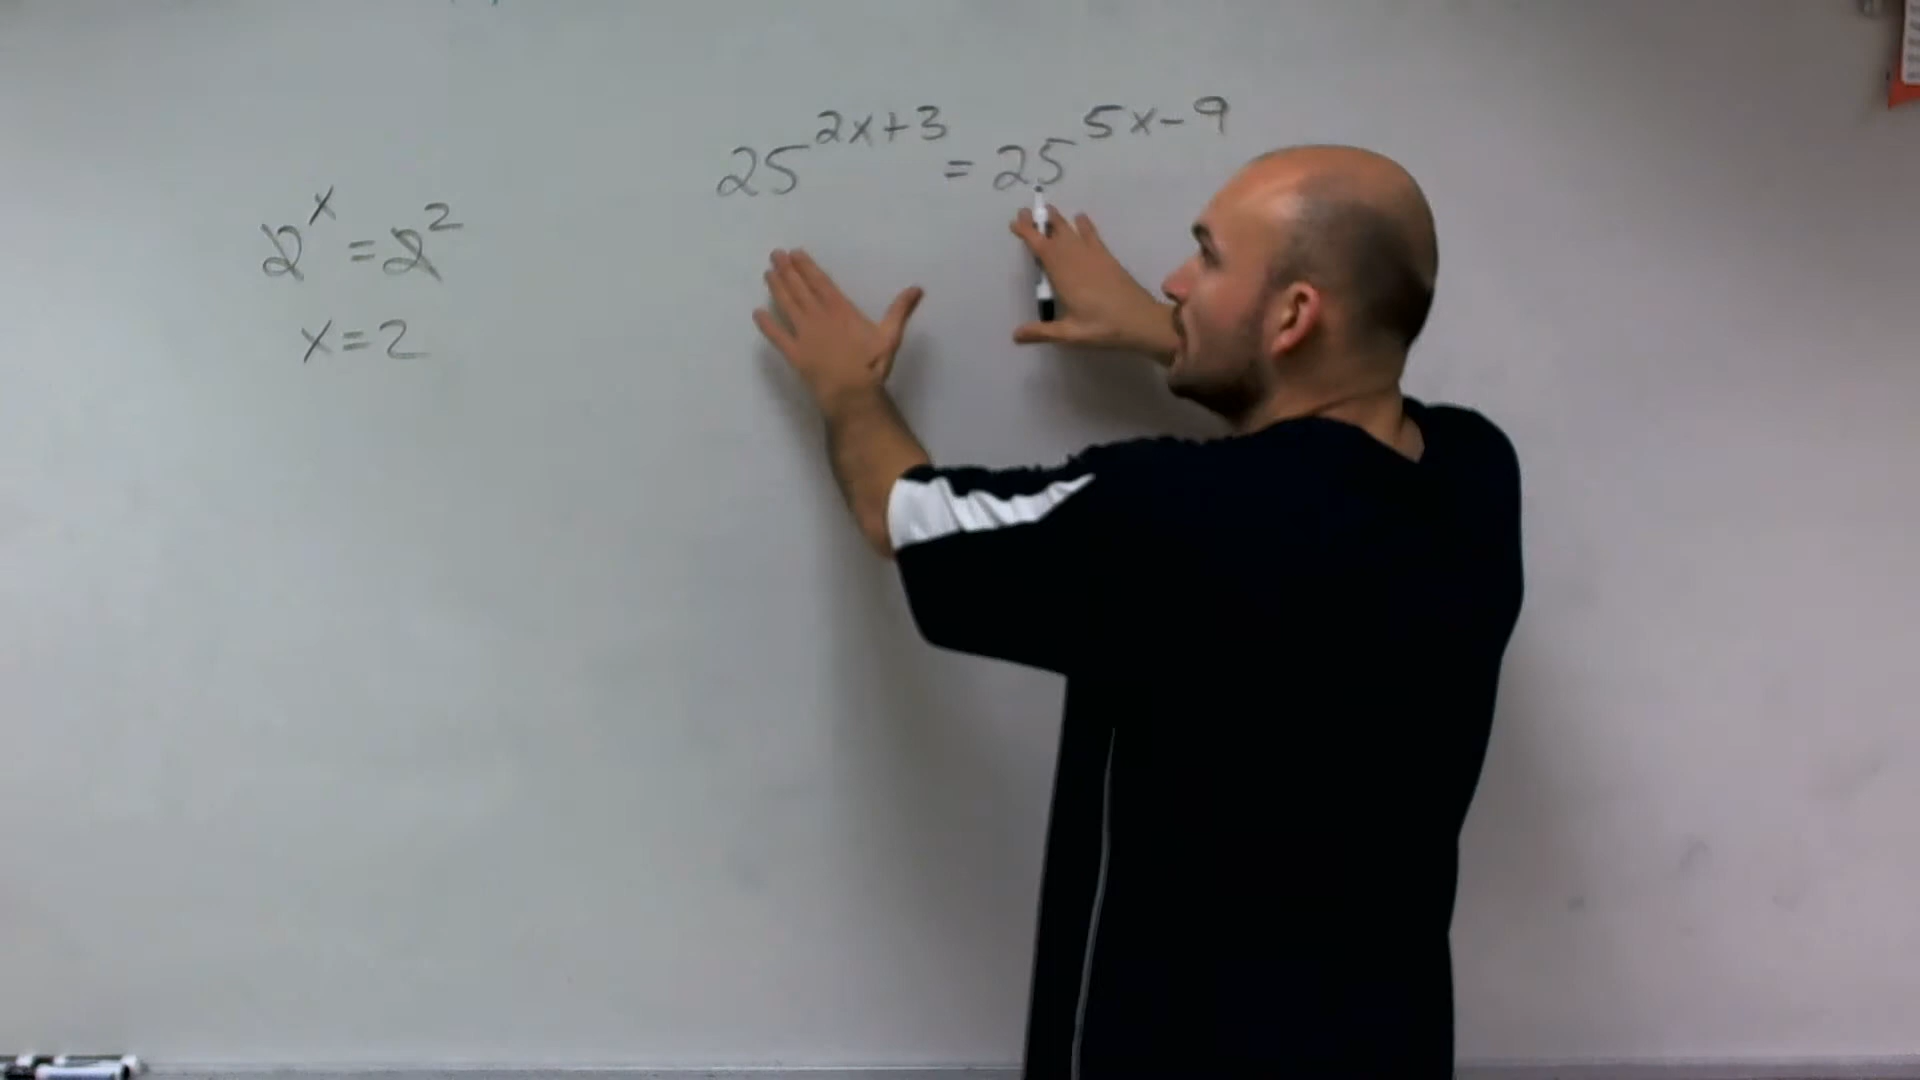 2^x = 2^2
x = 2
25^{2x+3} = 25^{5x-9}